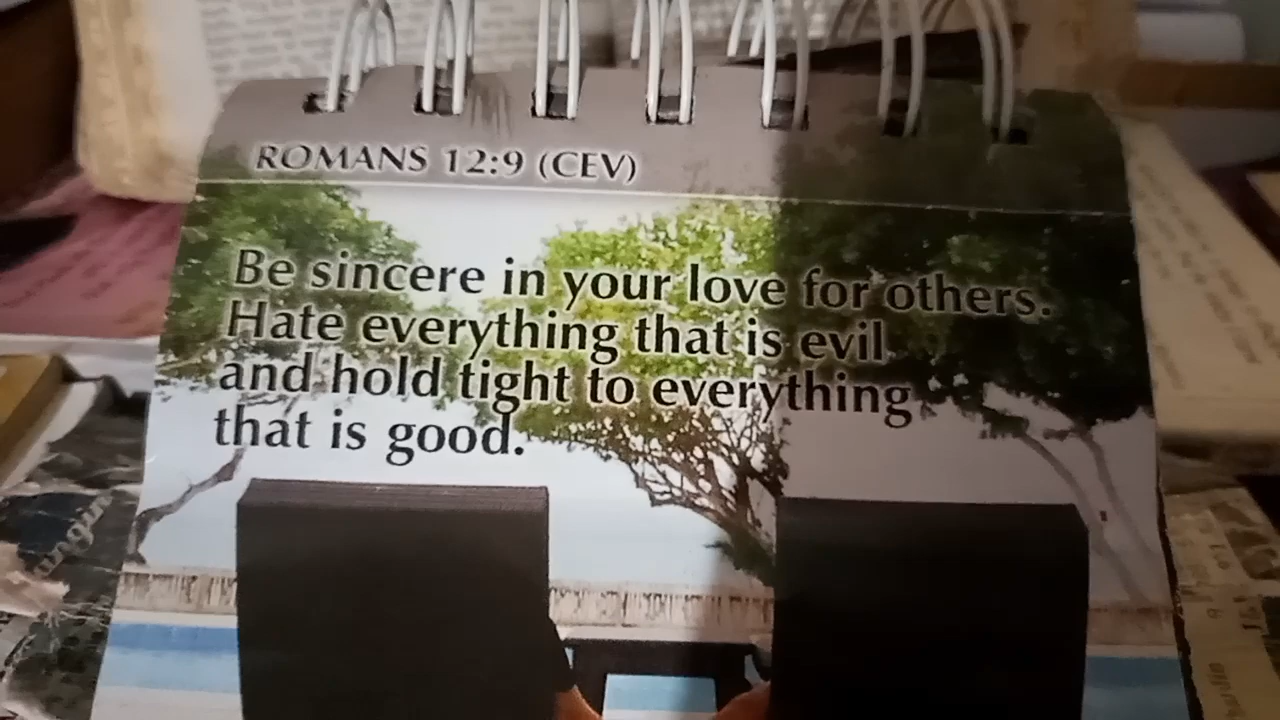 ROMANS 12:9 (CEV)
Be sincere in your love for others.
Hate everything that is evil
and hold tight to everything
that is good.